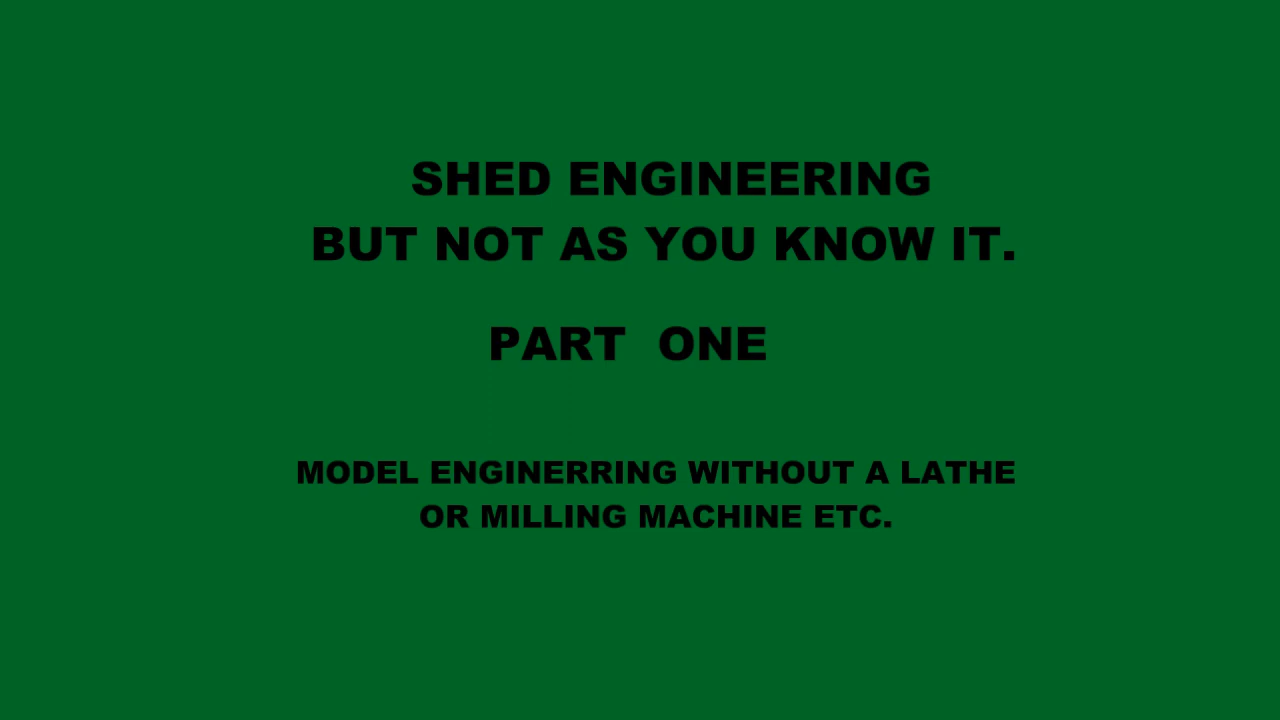 SHED ENGINEERING
BUT NOT AS YOU KNOW IT.
PART ONE
MODEL ENGINERRING WITHOUT A LATHE
OR MILLING MACHINE ETC.